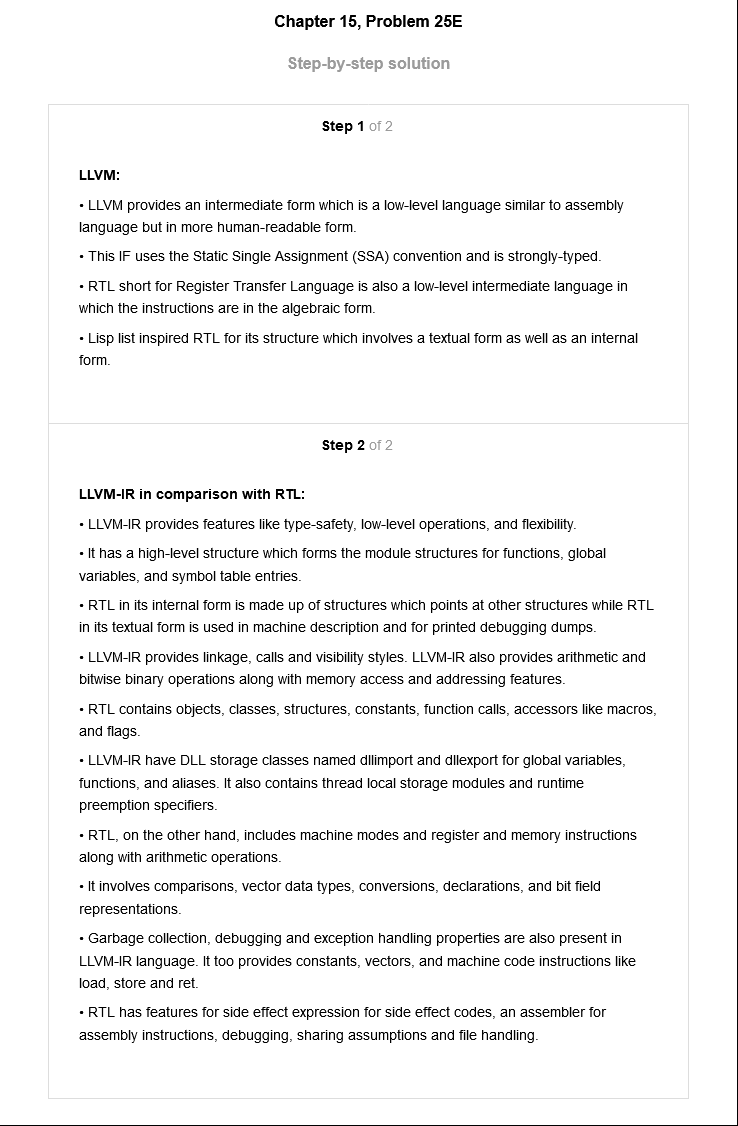 Chapter 15, Problem 25E
Step-by-step solution
Step 1 of 2
LLVM:
• LLVM provides an intermediate form which is a low-level language similar to assembly
language but in more human-readable form.
• This IF uses the Static Single Assignment (SSA) convention and is strongly-typed.
• RTL short for Register Transfer Language is also a low-level intermediate language in
which the instructions are in the algebraic form.
• Lisp list inspired RTL for its structure which involves a textual form as well as an internal
form.
Step 2 of 2
LLVM-IR in comparison with RTL:
• LLVM-IR provides features like type-safety, low-level operations, and flexibility.
• It has a high-level structure which forms the module structures for functions, global
variables, and symbol table entries.
• RTL in its internal form is made up of structures which points at other structures while RTL
in its textual form is used in machine description and for printed debugging dumps.
• LLVM-IR provides linkage, calls and visibility styles. LLVM-IR also provides arithmetic and
bitwise binary operations along with memory access and addressing features.
• RTL contains objects, classes, structures, constants, function calls, accessors like macros,
and flags.
• LLVM-IR have DLL storage classes named dllimport and dllexport for global variables,
functions, and aliases. It also contains thread local storage modules and runtime
preemption specifiers.
• RTL, on the other hand, includes machine modes and register and memory instructions
along with arithmetic operations.
• It involves comparisons, vector data types, conversions, declarations, and bit field
representations.
• Garbage collection, debugging and exception handling properties are also present in
LLVM-IR language. It too provides constants, vectors, and machine code instructions like
load, store and ret.
• RTL has features for side effect expression for side effect codes, an assembler for
assembly instructions, debugging, sharing assumptions and file handling.